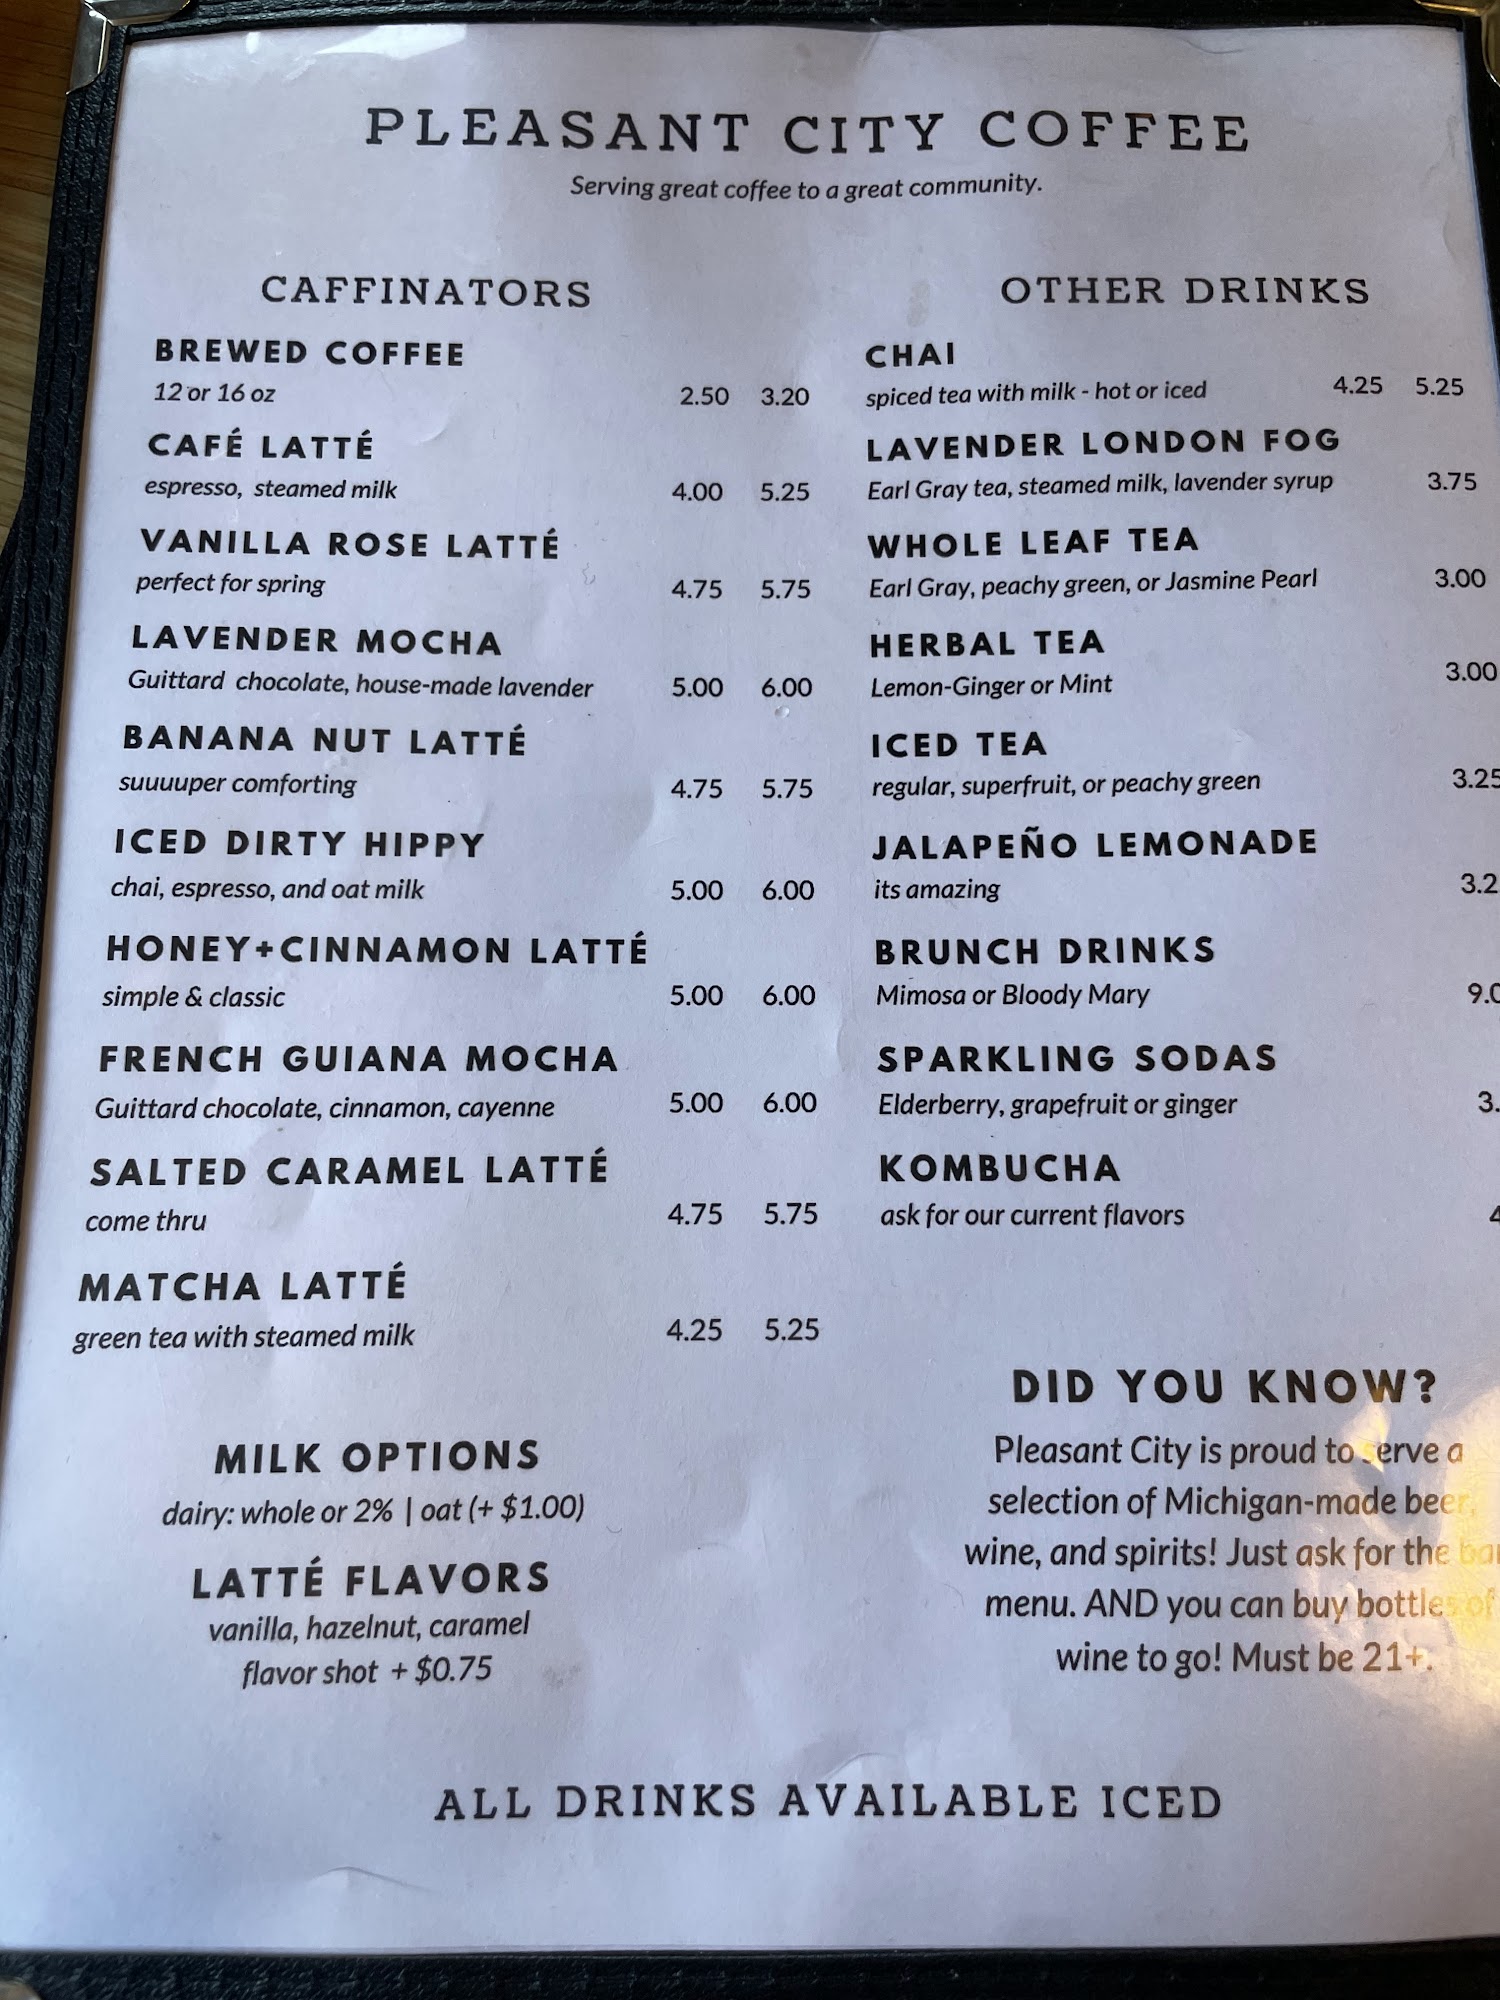 PLEASANT CITY COFFEE
Serving great coffee to a great community.
CAFFINATORS
BREWED COFFEE
12 or 16 oz 2.50 3.20
CAFÉ LATTÉ
espresso, steamed milk 4.00 5.25
VANILLA ROSE LATTÉ
perfect for spring 4.75 5.75
LAVENDER MOCHA
Guittard chocolate, house-made lavender 5.00 6.00
BANANA NUT LATTÉ
suuuuper comforting 4.75 5.75
ICED DIRTY HIPPY
chai, espresso, and oat milk 5.00 6.00
HONEY+CINNAMON LATTÉ
simple & classic 5.00 6.00
FRENCH GUIANA MOCHA
Guittard chocolate, cinnamon, cayenne 5.00 6.00
SALTED CARAMEL LATTÉ
come thru 4.75 5.75
MATCHA LATTÉ
green tea with steamed milk 4.25 5.25
MILK OPTIONS
dairy: whole or 2% | oat (+ $1.00)
LATTÉ FLAVORS
vanilla, hazelnut, caramel
flavor shot + $0.75
OTHER DRINKS
CHAI
spiced tea with milk - hot or iced 4.25 5.25
LAVENDER LONDON FOG
Earl Gray tea, steamed milk, lavender syrup 3.75
WHOLE LEAF TEA
Earl Gray, peachy green, or Jasmine Pearl 3.00
HERBAL TEA
Lemon-Ginger or Mint 3.00
ICED TEA
regular, superfruit, or peachy green 3.25
JALAPEÑO LEMONADE
its amazing
BRUNCH DRINKS
Mimosa or Bloody Mary
SPARKLING SODAS
Elderberry, grapefruit or ginger
KOMBUCHA
ask for our current flavors
DID YOU KNOW?
Pleasant City is proud to serve a
selection of Michigan-made beer,
wine, and spirits! Just ask for the bar
menu. AND you can buy bottles of
wine to go! Must be 21+.
ALL DRINKS AVAILABLE ICED